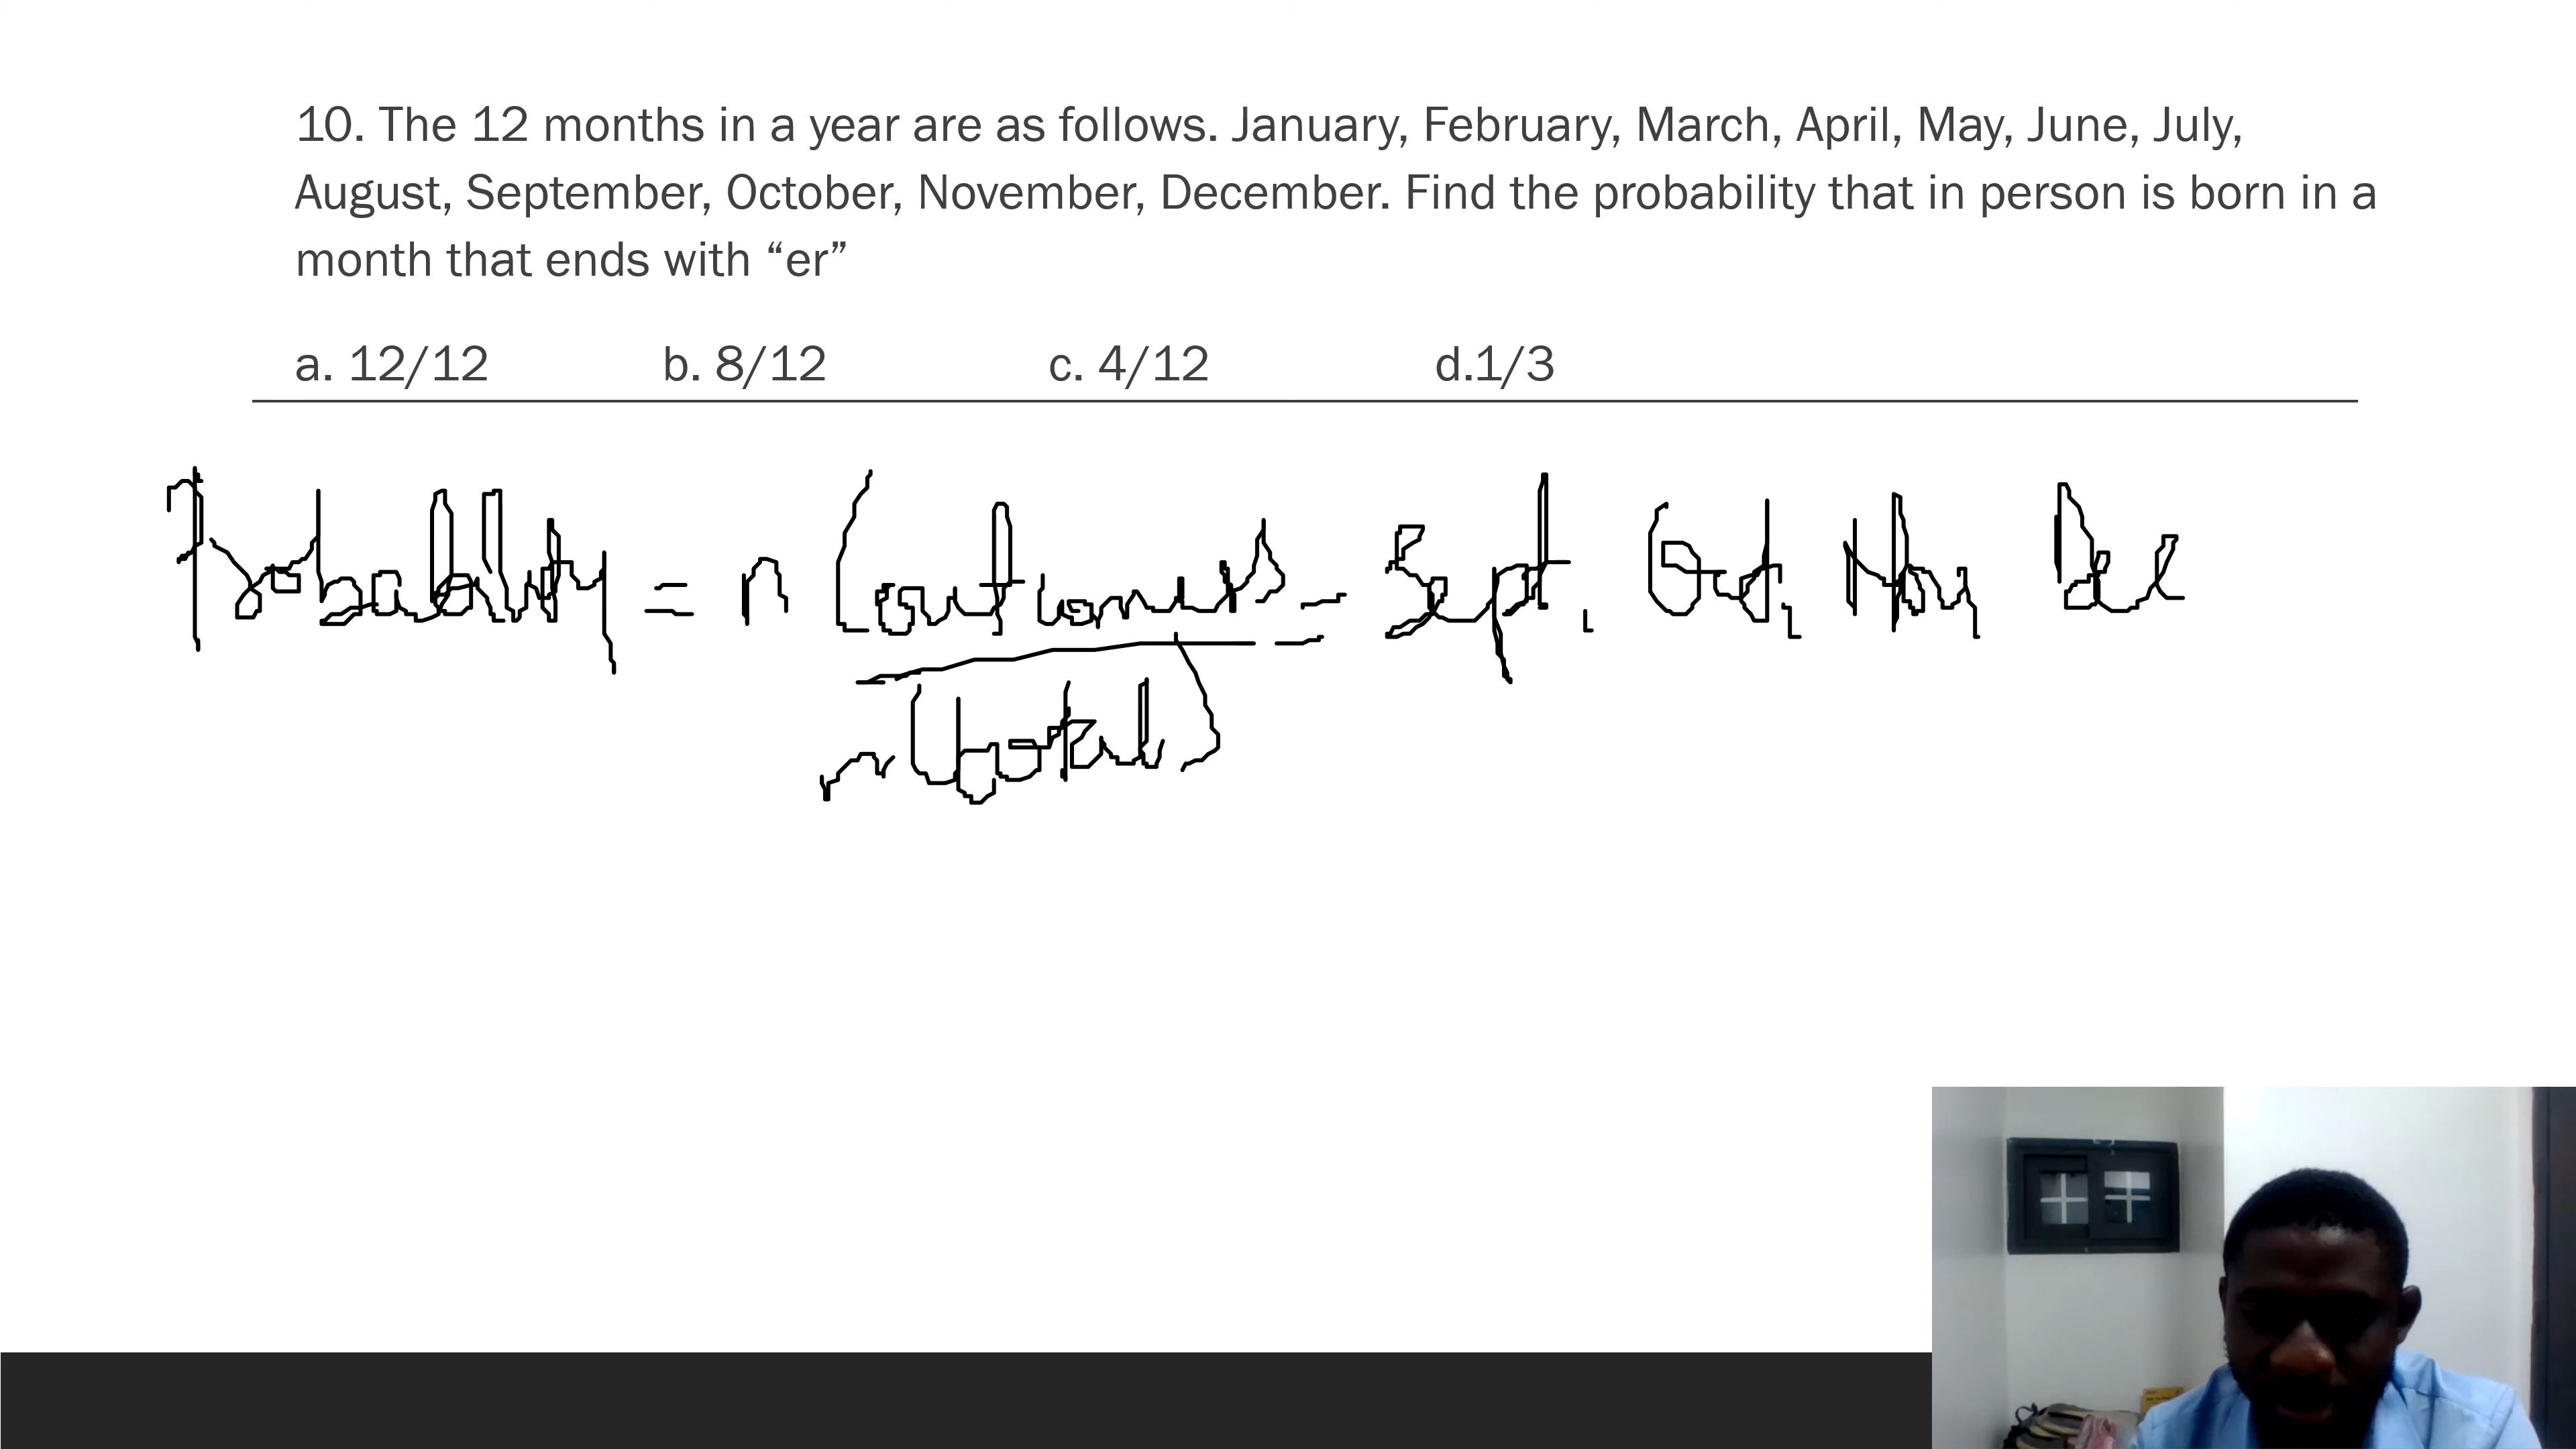 10. The 12 months in a year are as follows. January, February, March, April, May, June, July,
August, September, October, November, December. Find the probability that in person is born in a
month that ends with “er”
a. 12/12 b. 8/12 c. 4/12 d.1/3
Probability = n (outcomes) = Sept, Oct, Nov, Dec
n (total)